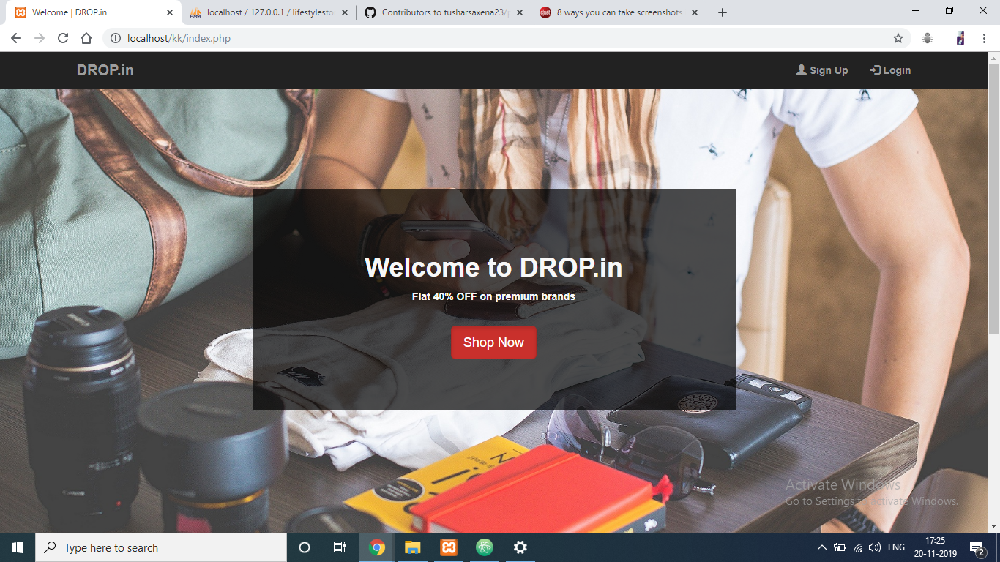 Welcome | DROP.in
localhost / 127.0.0.1 / lifestylesto
Contributors to tusharsaxena23/p
8 ways you can take screenshots
localhost/kk/index.php
DROP.in
Sign Up
Login
Welcome to DROP.in
Flat 40% OFF on premium brands
Shop Now
Canon
Activate Windows
Go to Settings to activate Windows.
Type here to search
ENG
17:25
20-11-2019
2